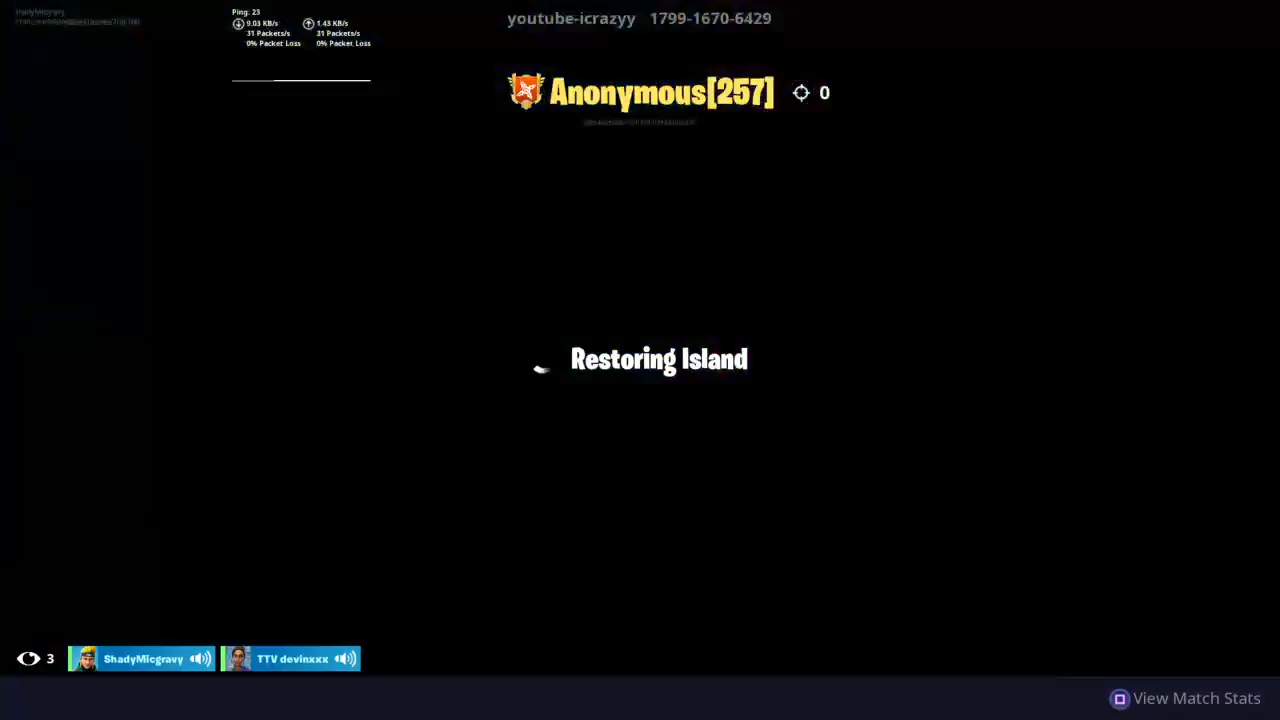 ShadyMicgravy
Ping: 23
9.03 KB/s 1.43 KB/s
31 Packets/s 31 Packets/s
0% Packet Loss 0% Packet Loss
youtube-icrazyy 1799-1670-6429
Anonymous[257] 0
Restoring Island
3 ShadyMicgravy TTV devinxxx
View Match Stats